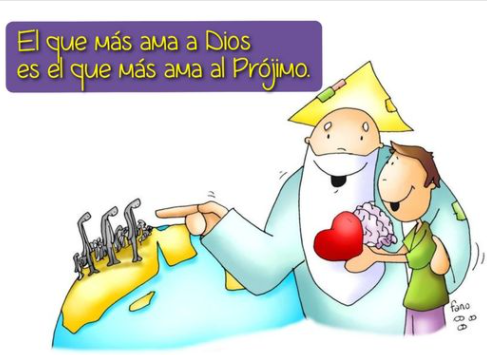 El que más ama a Dios
es el que más ama al Prójimo.
fano